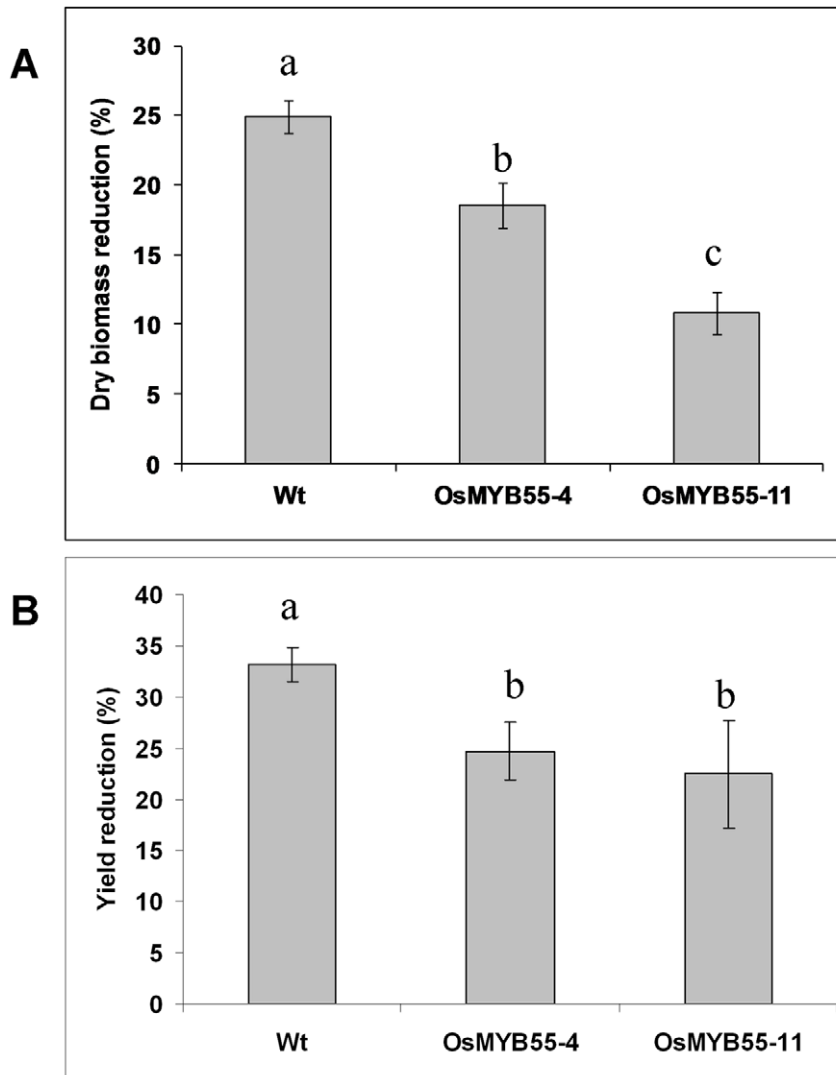 A
Dry biomass reduction (%)
30
25
20
15
10
5
0
a
b
c
Wt OsMYB55-4 OsMYB55-11
B
Yield reduction (%)
40
35
30
25
20
15
10
5
0
a
b
b
Wt OsMYB55-4 OsMYB55-11